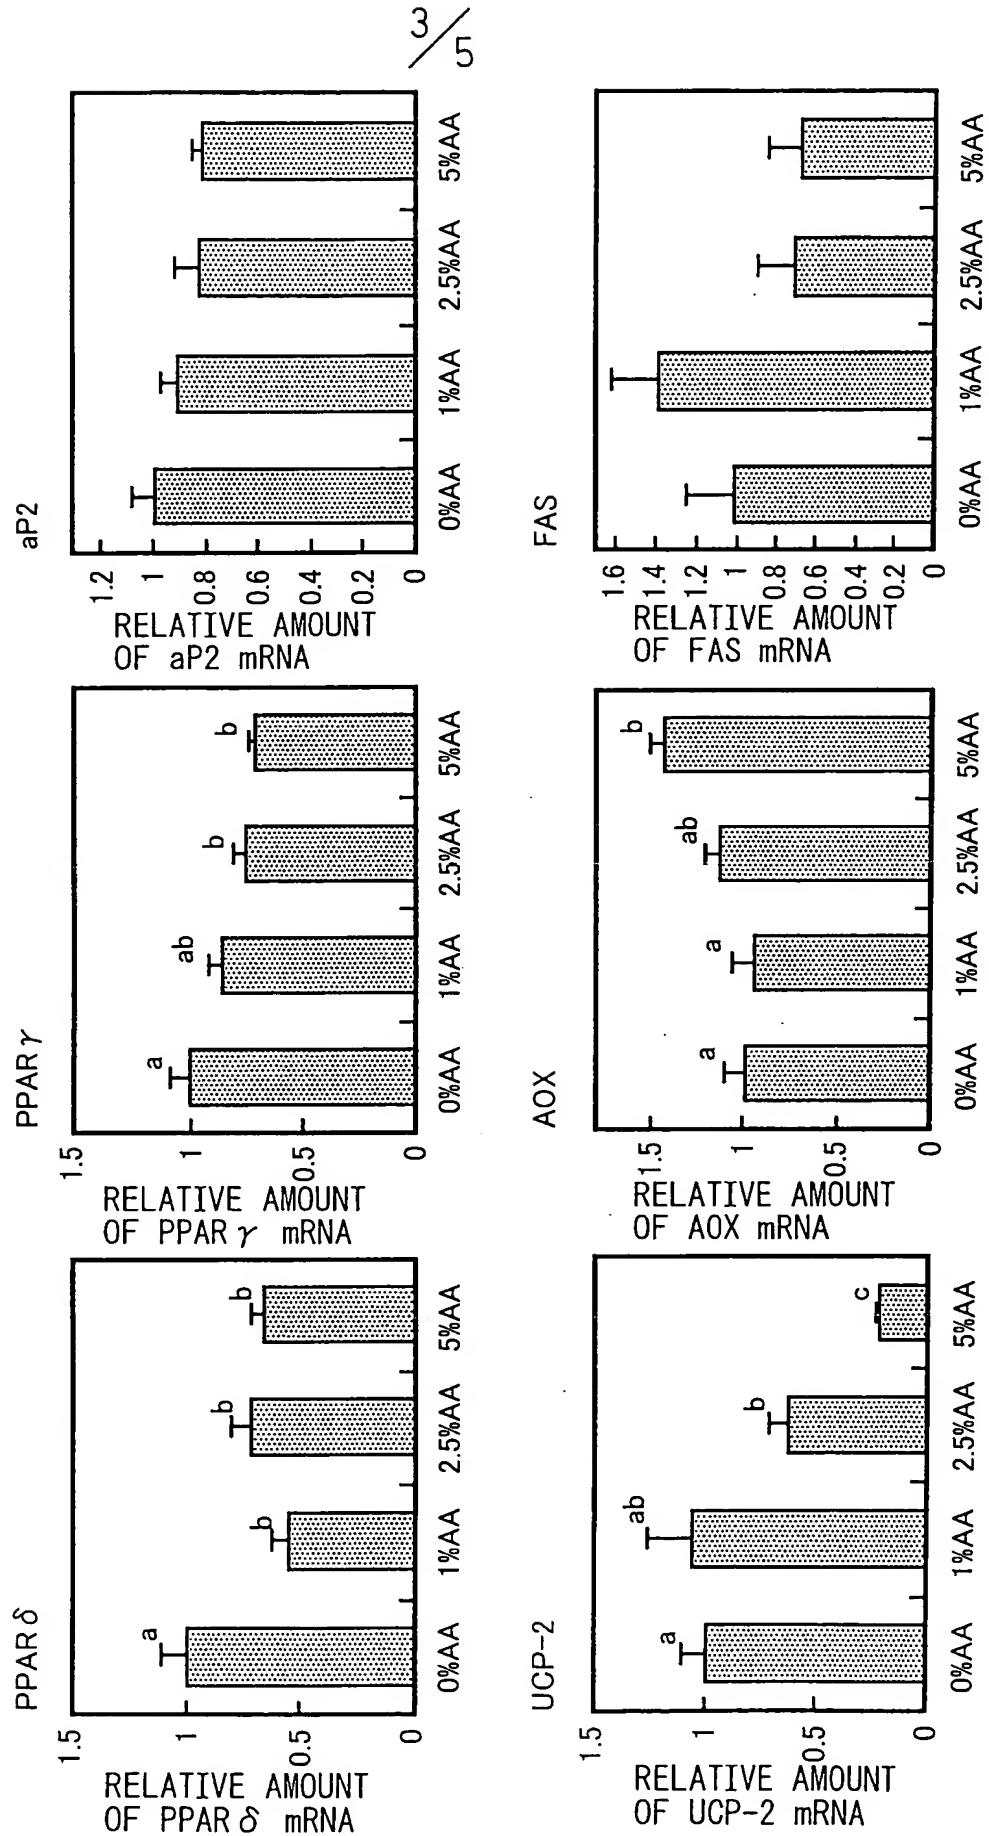 3/5
PPARδ
RELATIVE AMOUNT
OF PPARδ mRNA
1.5
1
0.5
0
a
b
b
b
0%AA
1%AA
2.5%AA
5%AA
PPARγ
RELATIVE AMOUNT
OF PPARγ mRNA
1.5
1
0.5
0
a
ab
b
b
0%AA
1%AA
2.5%AA
5%AA
aP2
RELATIVE AMOUNT
OF aP2 mRNA
1.2
1
0.8
0.6
0.4
0.2
0
0%AA
1%AA
2.5%AA
5%AA
UCP-2
RELATIVE AMOUNT
OF UCP-2 mRNA
1.5
1
0.5
0
a
ab
b
c
0%AA
1%AA
2.5%AA
5%AA
AOX
RELATIVE AMOUNT
OF AOX mRNA
1.5
1
0.5
0
a
a
ab
b
0%AA
1%AA
2.5%AA
5%AA
FAS
RELATIVE AMOUNT
OF FAS mRNA
1.6
1.4
1.2
1
0.8
0.6
0.4
0.2
0
0%AA
1%AA
2.5%AA
5%AA